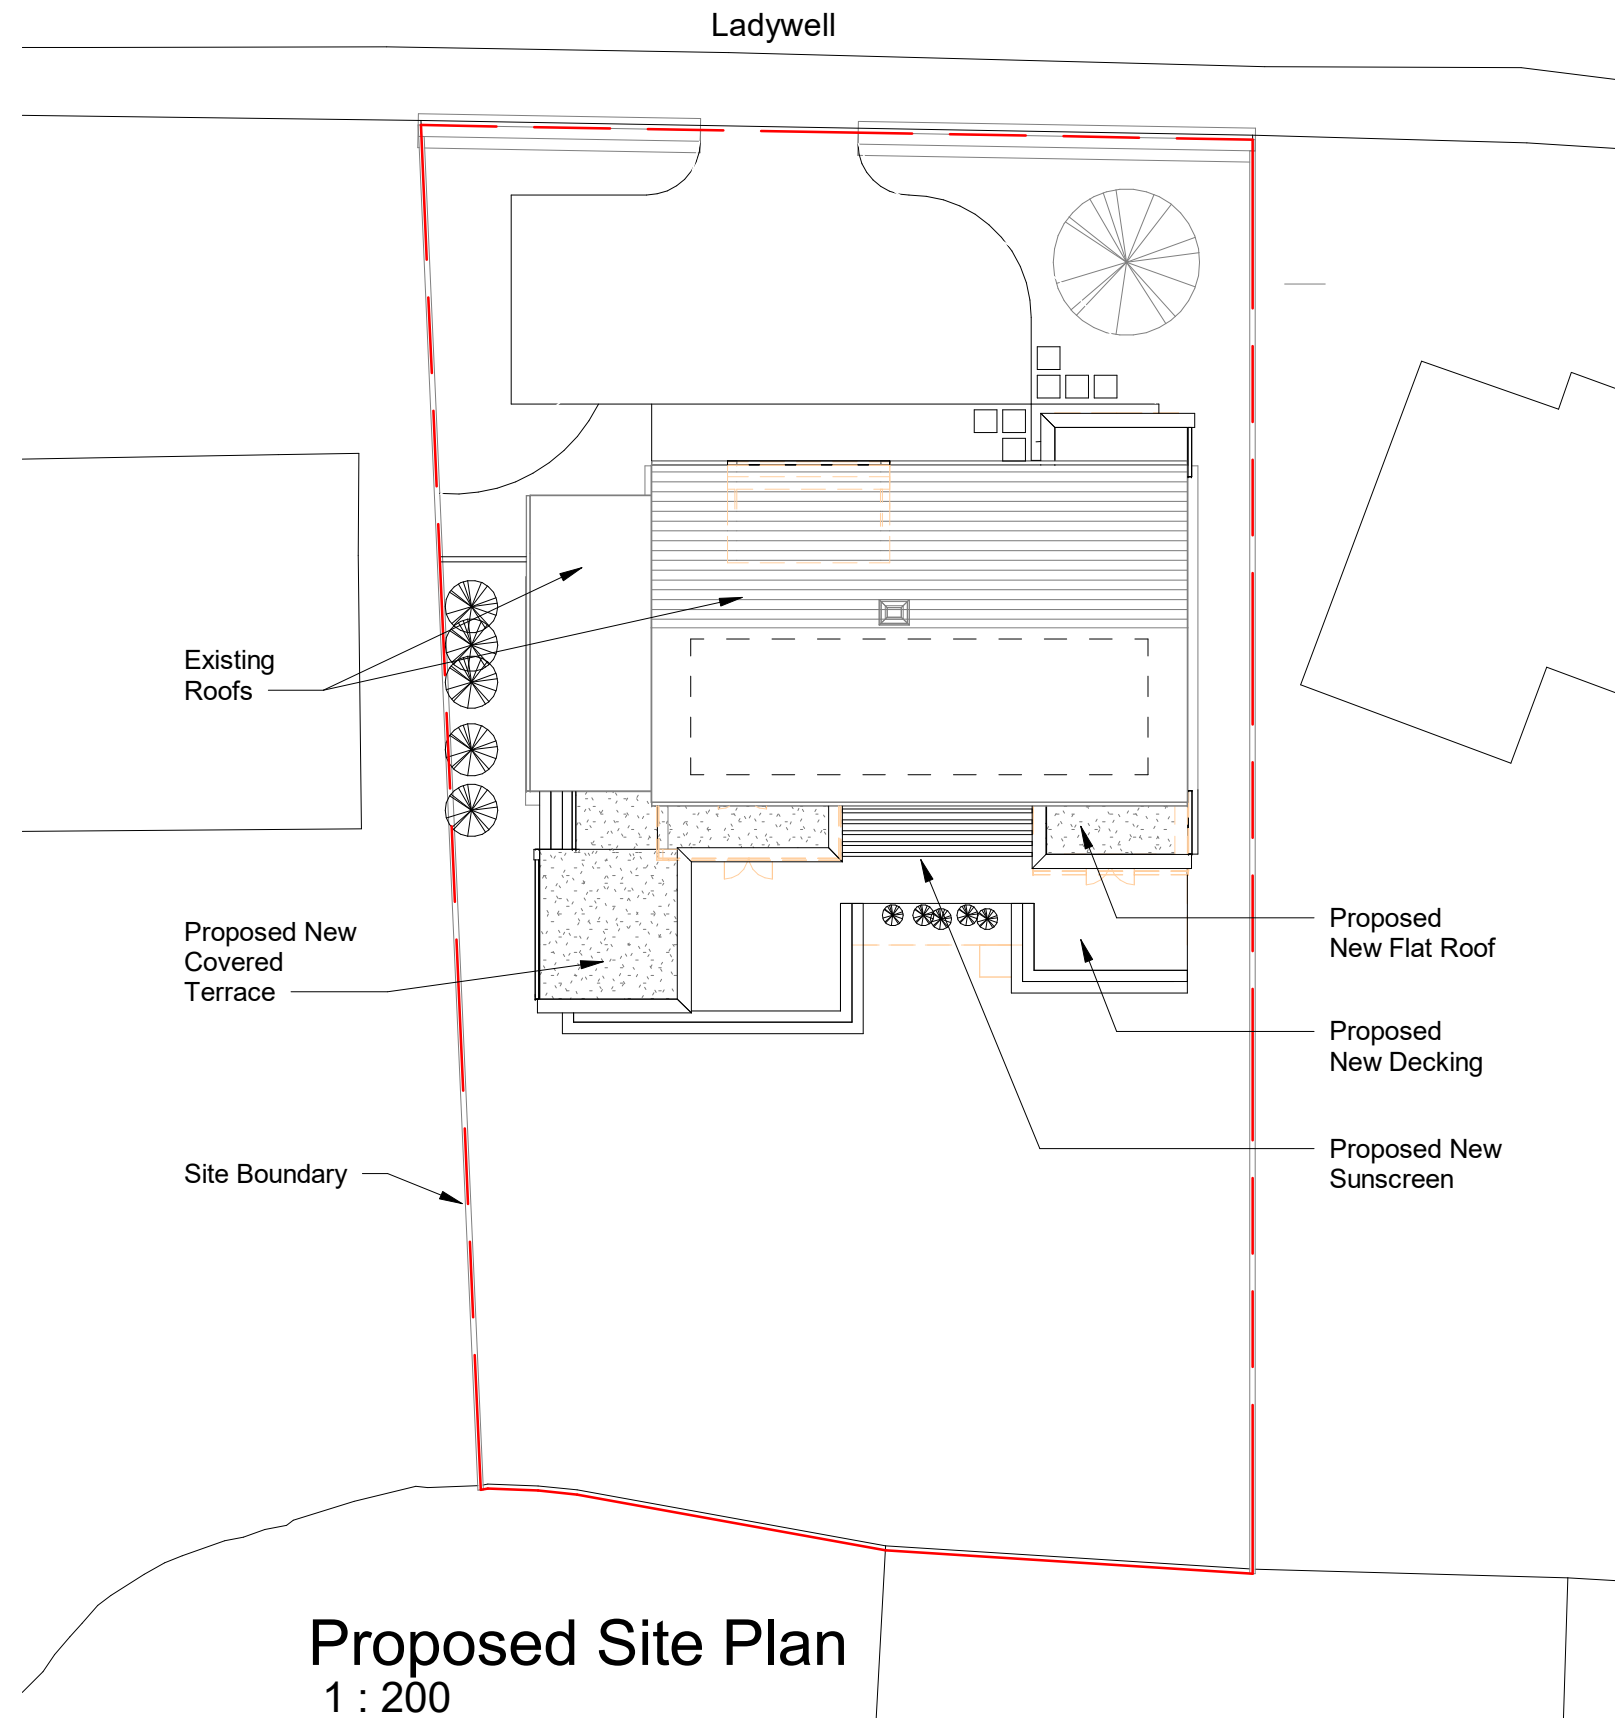 Ladywell
Existing
Roofs
Proposed New
Covered
Terrace
Site Boundary
Proposed
New Flat Roof
Proposed
New Decking
Proposed New
Sunscreen
Proposed Site Plan
1 : 200